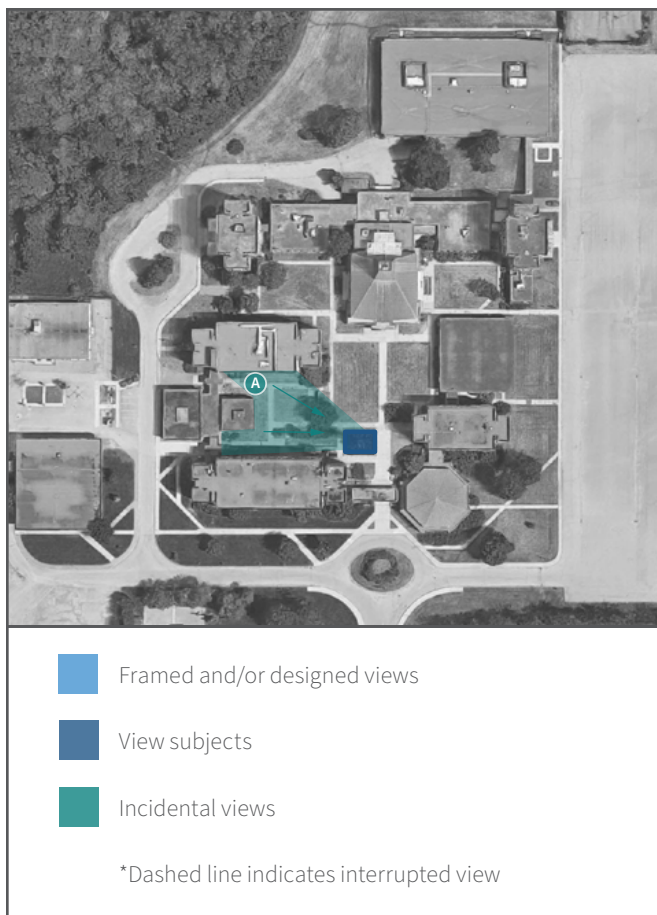 A
Framed and/or designed views
View subjects
Incidental views
*Dashed line indicates interrupted view